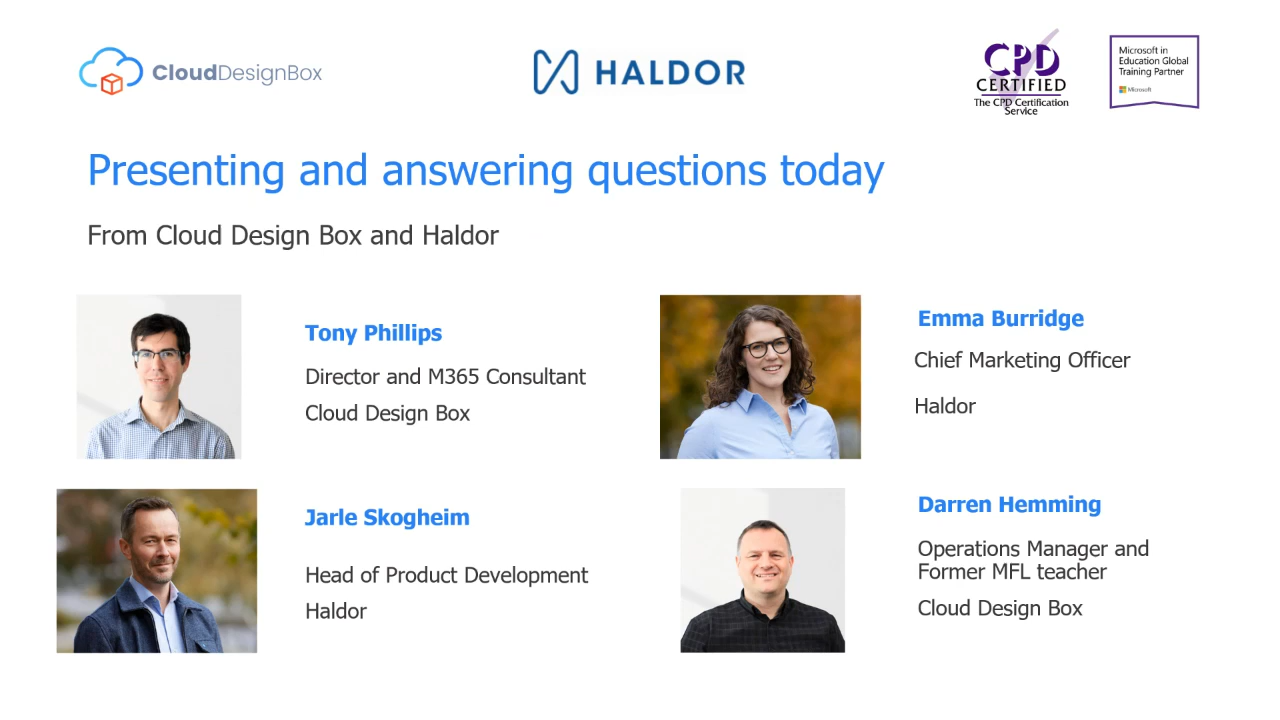 CloudDesignBox
HALDOR
CPD
CERTIFIED
The CPD Certification
Service
Microsoft in
Education Global
Training Partner
Microsoft
Presenting and answering questions today
From Cloud Design Box and Haldor
Tony Phillips
Director and M365 Consultant
Cloud Design Box
Emma Burridge
Chief Marketing Officer
Haldor
Jarle Skogheim
Head of Product Development
Haldor
Darren Hemming
Operations Manager and
Former MFL teacher
Cloud Design Box